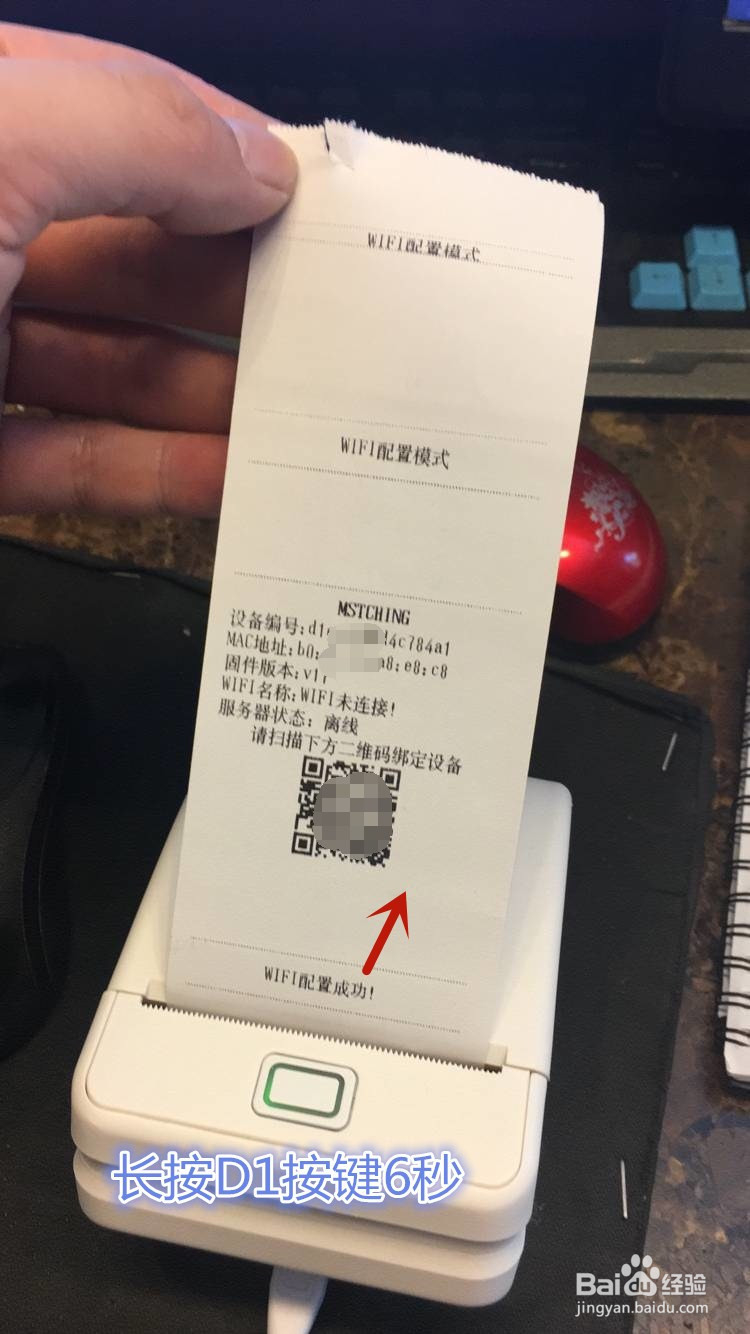 WIFI配置模式
WIFI配置模式
MSTCHING
设备编号:d1 4c784a1
MAC地址:b0: a8:e8:c8
固件版本:v1,
WIFI名称:WIFI未连接!
服务器状态: 离线
请扫描下方二维码绑定设备
WIFI配置成功!
长按D1按键6秒
Baidu经验
jingyan.baidu.com